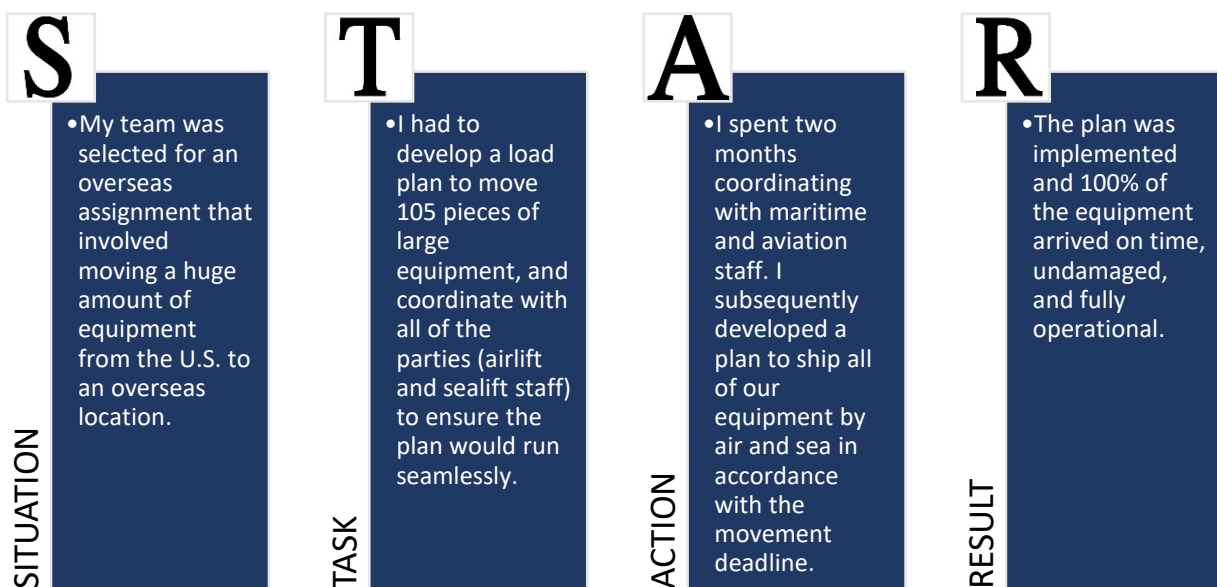 S
•My team was
selected for an
overseas
assignment that
involved
moving a huge
amount of
equipment
from the U.S. to
an overseas
location.
SITUATION
T
•I had to
develop a load
plan to move
105 pieces of
large
equipment, and
coordinate with
all of the
parties (airlift
and sealift staff)
to ensure the
plan would run
seamlessly.
TASK
A
•I spent two
months
coordinating
with maritime
and aviation
staff. I
subsequently
developed a
plan to ship all
of our
equipment by
air and sea in
accordance
with the
movement
deadline.
ACTION
R
•The plan was
implemented
and 100% of
the equipment
arrived on time,
undamaged,
and fully
operational.
RESULT